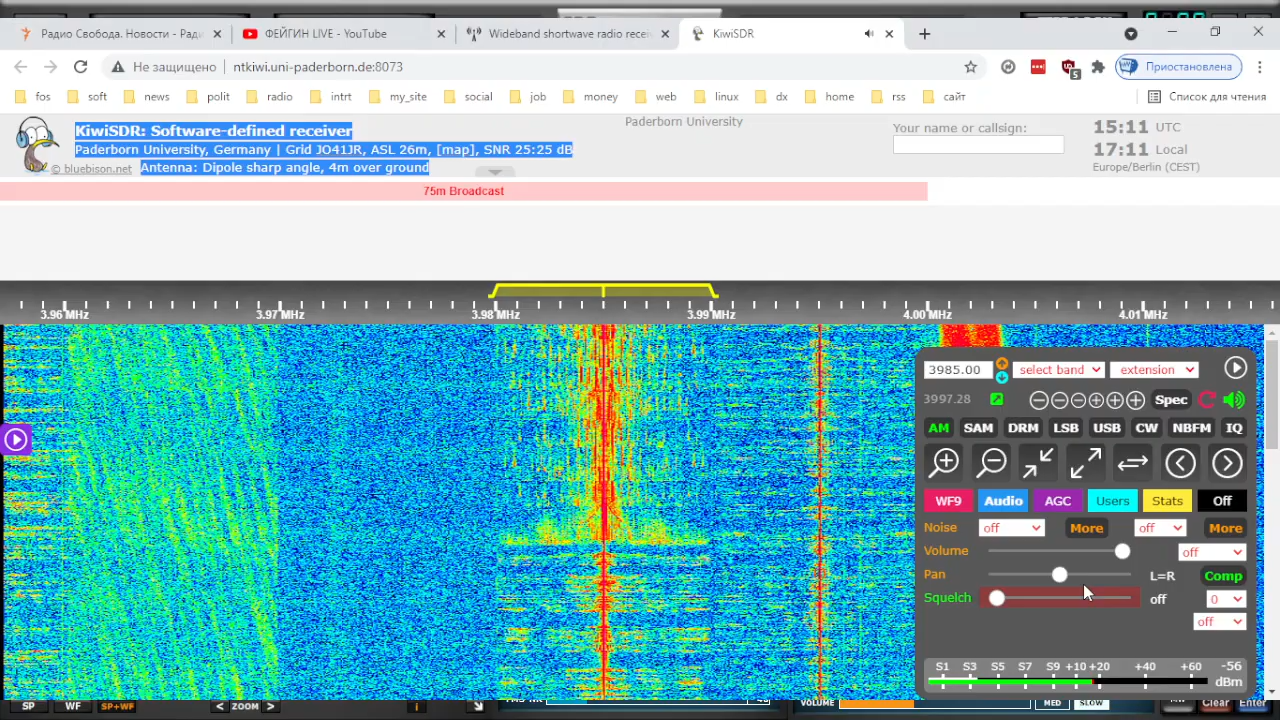 Радио Свобода. Новости - Ради
ФЕЙГИН LIVE - YouTube
Wideband shortwave radio recei
KiwiSDR
Не защищено
ntkiwi.uni-paderborn.de:8073
5
Приостановлена
fos
soft
news
polit
radio
intrt
my_site
social
job
money
web
linux
dx
home
rss
сайт
Список для чтения
KiwiSDR: Software-defined receiver
Paderborn University, Germany | Grid JO41JR, ASL 26m, [map], SNR 25:25 dB
© bluebison.net
Antenna: Dipole sharp angle, 4m over ground
Paderborn University
Your name or callsign:
15:11 UTC
17:11 Local
Europe/Berlin (CEST)
75m Broadcast
3.96 MHz
3.97 MHz
3.98 MHz
3.99 MHz
4.00 MHz
4.01 MHz
3985.00
select band
extension
3997.28
Spec
AM
SAM
DRM
LSB
USB
CW
NBFM
IQ
WF9
Audio
AGC
Users
Stats
Off
Noise
off
More
off
More
Volume
off
Pan
L=R
Comp
Squelch
off
0
off
S1 S3 S5 S7 S9 +10 +20 +40 +60 -56
dBm
SP
WF
SP+WF
< ZOOM >
VOLUME
MED
SLOW
Clear
Enter